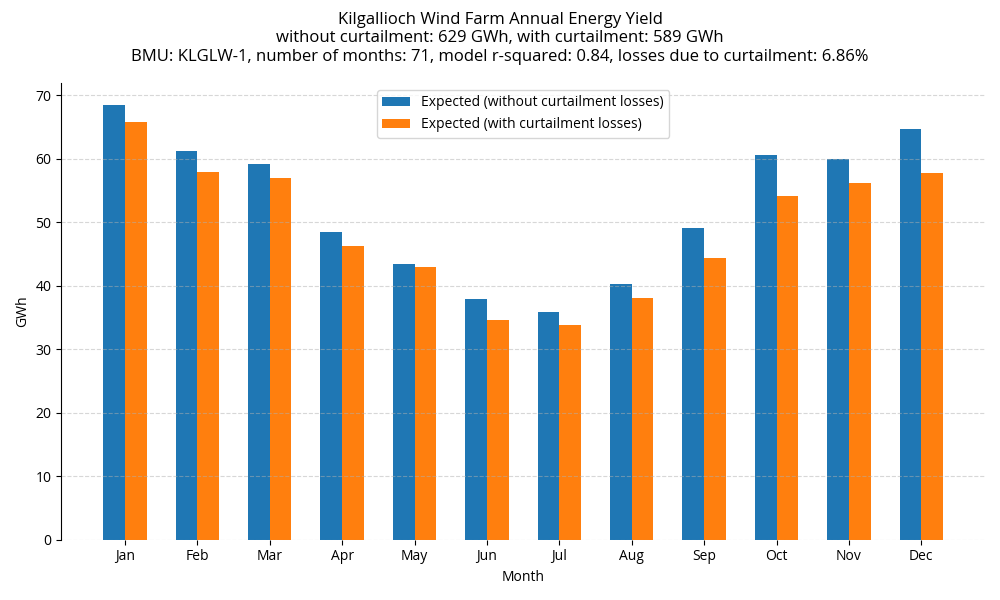 Kilgallioch Wind Farm Annual Energy Yield
without curtailment: 629 GWh, with curtailment: 589 GWh
BMU: KLGLW-1, number of months: 71, model r-squared: 0.84, losses due to curtailment: 6.86%
Expected (without curtailment losses)
Expected (with curtailment losses)
70
60
50
40
30
20
10
0
GWh
Jan Feb Mar Apr May Jun Jul Aug Sep Oct Nov Dec
Month